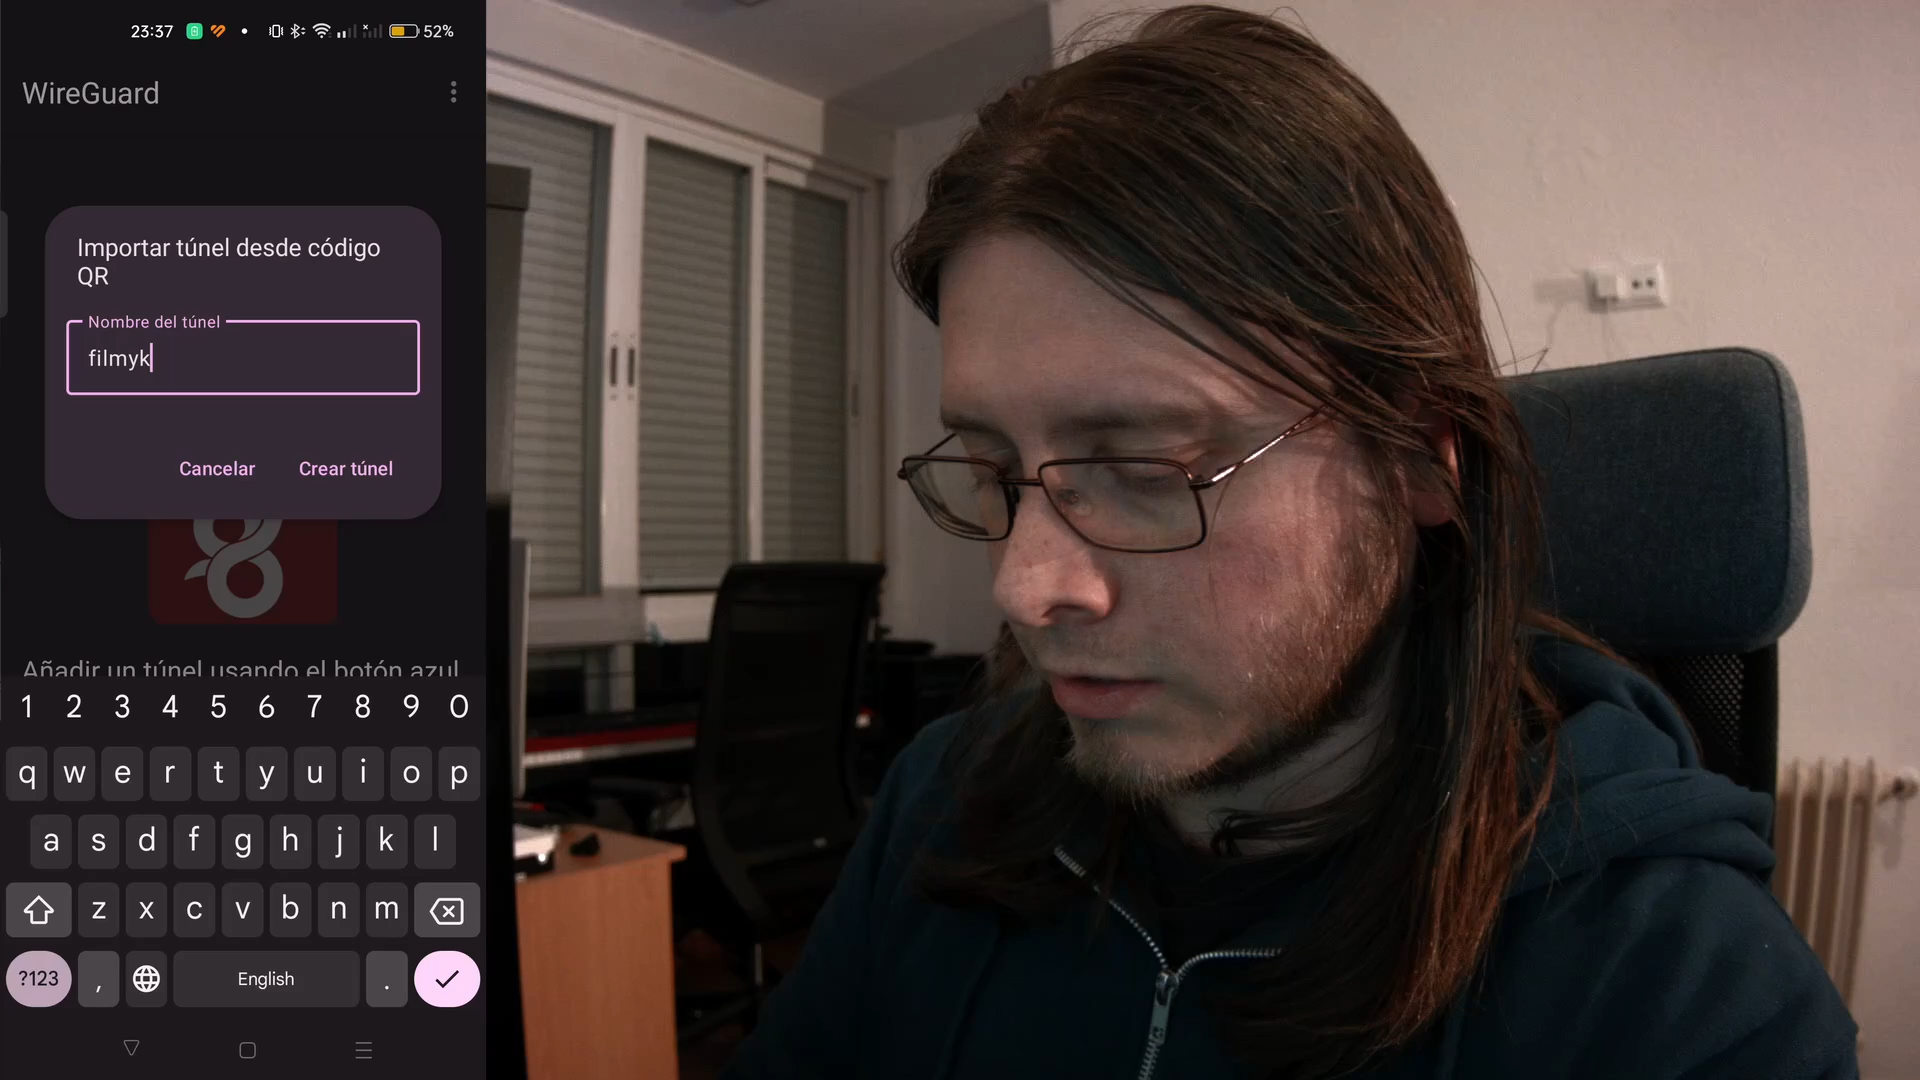 23:37 52%
WireGuard
Importar túnel desde código
QR
Nombre del túnel
filmyk
Cancelar Crear túnel
Añadir un túnel usando el botón azul
1 2 3 4 5 6 7 8 9 0
q w e r t y u i o p
a s d f g h j k l
z x c v b n m
?123 , English .